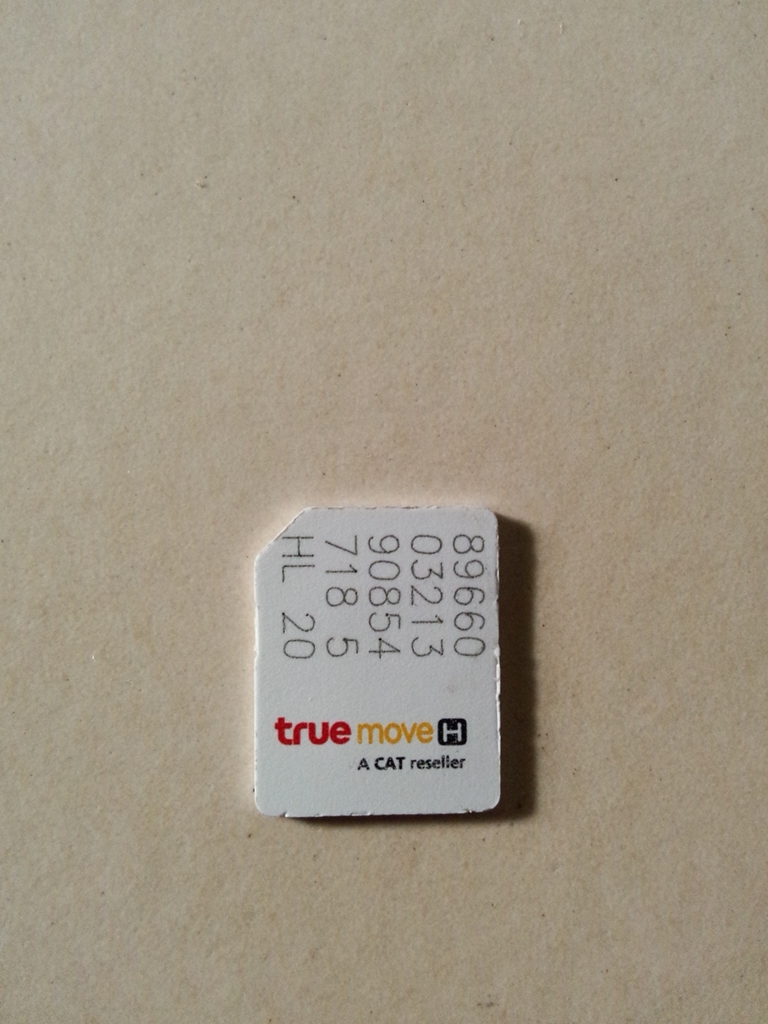 89660
03213
90854
718 5
HL 20
true move H
A CAT reseller